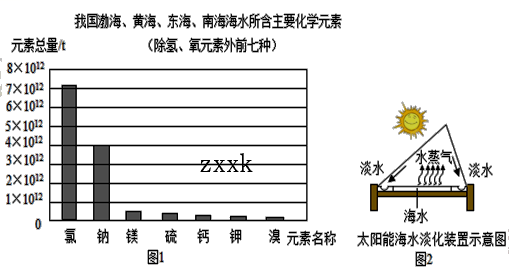 我国渤海、黄海、东海、南海海水所含主要化学元素
(除氢、氧元素外前七种)
元素总量/t
8×10¹²
7×10¹²
6×10¹²
5×10¹²
4×10¹²
3×10¹²
2×10¹²
1×10¹²
0
zxxk
氯 钠 镁 硫 钙 钾 溴 元素名称
图1
水蒸气
淡水 淡水
海水
太阳能海水淡化装置示意图
图2